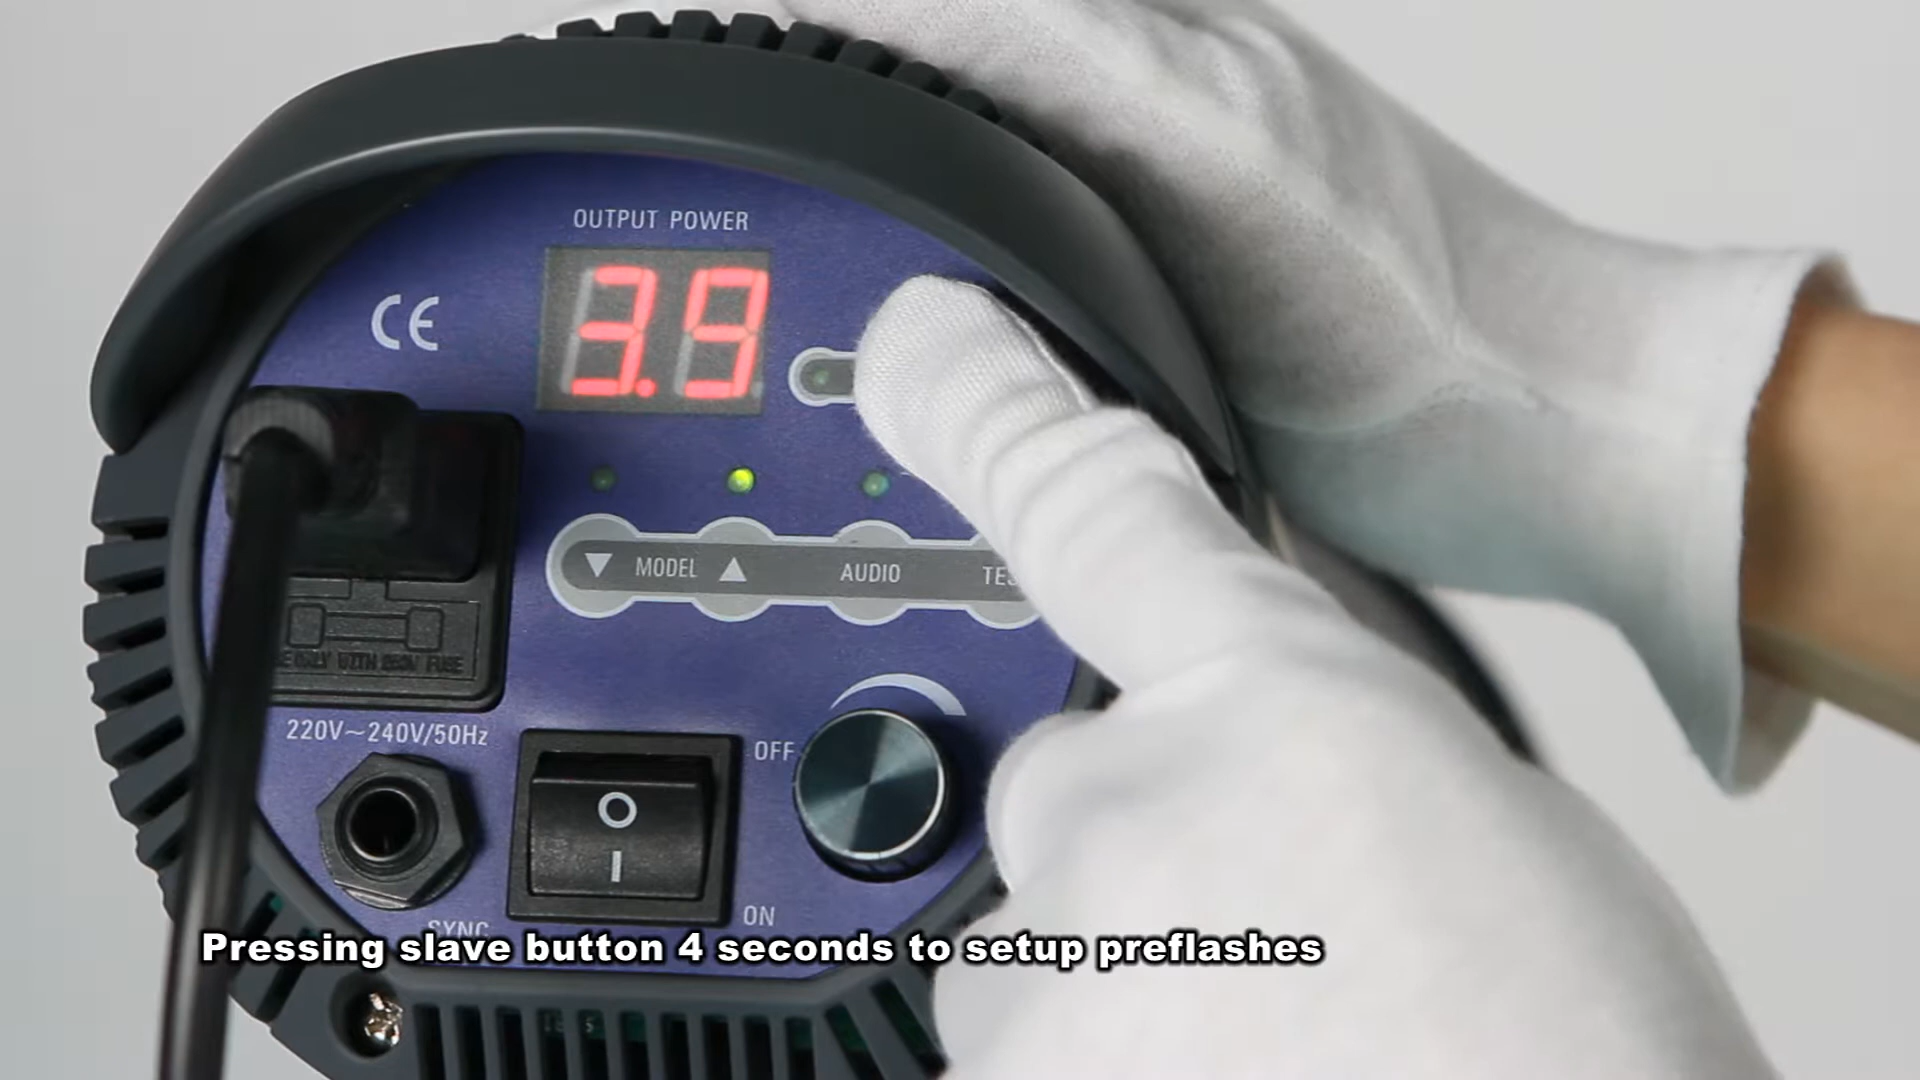 OUTPUT POWER
CE
3.9
▼ MODEL ▲ AUDIO
220V~240V/50Hz
OFF
O
I
ON
SYNC
Pressing slave button 4 seconds to setup preflashes